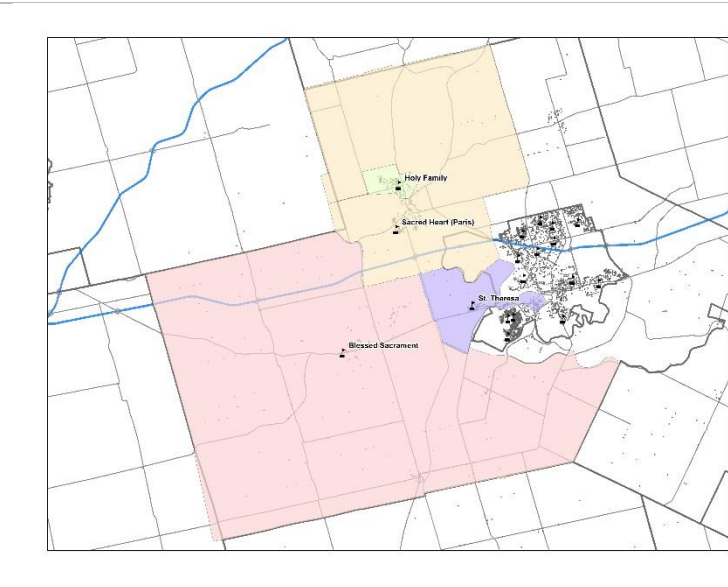 Holy Family
Sacred Heart (Paris)
St. Theresa
Blessed Sacrament